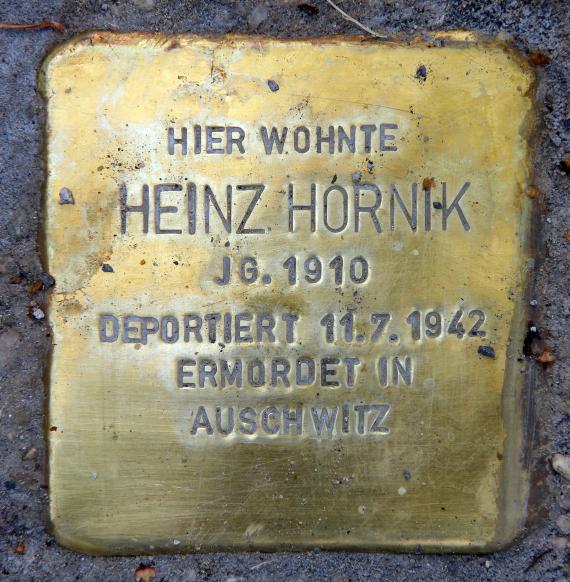 HIER WOHNTE
HEINZ HORNIK
JG. 1910
DEPORTIERT 11.7.1942
ERMORDET IN
AUSCHWITZ